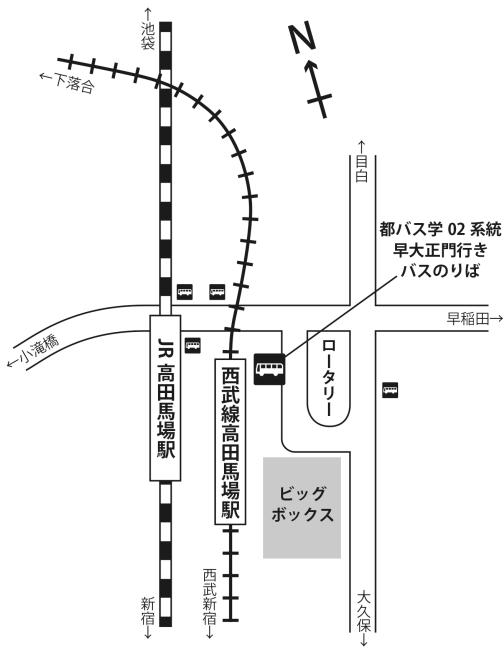 ←池袋
N
←下落合
→目白
都バス学 02 系統
早大正門行き
バスのりば
早稲田→
←小滝橋
JR 高田馬場駅
西武線高田馬場駅
ロータリー
ビッグ
ボックス
新宿→
西武新宿→
大久保→